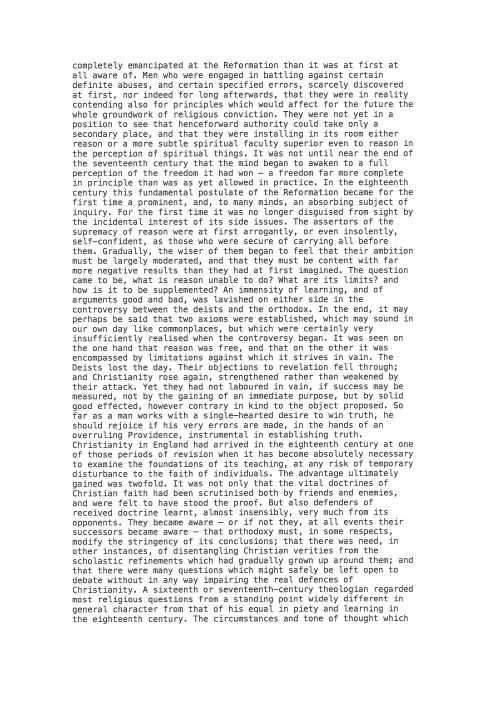 completely emancipated at the Reformation than it was at first at
all aware of. Men who were engaged in battling against certain
definite abuses, and certain specified errors, scarcely discovered
at first, nor indeed for long afterwards, that they were in reality
contending also for principles which would affect for the future the
whole groundwork of religious conviction. They were not yet in a
position to see that henceforward authority could take only a
secondary place, and that they were installing in its room either
reason or a more subtle spiritual faculty superior even to reason in
the perception of spiritual things. It was not until near the end of
the seventeenth century that the mind began to awaken to a full
perception of the freedom it had won — a freedom far more complete
in principle than was as yet allowed in practice. In the eighteenth
century this fundamental postulate of the Reformation became for the
first time a prominent, and, to many minds, an absorbing subject of
inquiry. For the first time it was no longer disguised from sight by
the incidental interest of its side issues. The assertors of the
supremacy of reason were at first arrogantly, or even insolently,
self-confident, as those who were secure of carrying all before
them. Gradually, the wiser of them began to feel that their ambition
must be largely moderated, and that they must be content with far
more negative results than they had at first imagined. The question
came to be, what is reason unable to do? What are its limits? and
how is it to be supplemented? An immensity of learning, and of
arguments good and bad, was lavished on either side in the
controversy between the deists and the orthodox. In the end, it may
perhaps be said that two axioms were established, which may sound in
our own day like commonplaces, but which were certainly very
insufficiently realised when the controversy began. It was seen on
the one hand that reason was free, and that on the other it was
encompassed by limitations against which it strives in vain. The
Deists lost the day. Their objections to revelation fell through;
and Christianity rose again, strengthened rather than weakened by
their attack. Yet they had not laboured in vain, if success may be
measured, not by the gaining of an immediate purpose, but by solid
good effected, however contrary in kind to the object proposed. So
far as a man works with a single-hearted desire to win truth, he
should rejoice if his very errors are made, in the hands of an
overruling Providence, instrumental in establishing truth.
Christianity in England had arrived in the eighteenth century at one
of those periods of revision when it has become absolutely necessary
to examine the foundations of its teaching, at any risk of temporary
disturbance to the faith of individuals. The advantage ultimately
gained was twofold. It was not only that the vital doctrines of
Christian faith had been scrutinised both by friends and enemies,
and were felt to have stood the proof. But also defenders of
received doctrine learnt, almost insensibly, very much from its
opponents. They became aware — or if not they, at all events their
successors became aware — that orthodoxy must, in some respects,
modify the stringency of its conclusions; that there was need, in
other instances, of disentangling Christian verities from the
scholastic refinements which had gradually grown up around them; and
that there were many questions which might safely be left open to
debate without in any way impairing the real defences of
Christianity. A sixteenth or seventeenth-century theologian regarded
most religious questions from a standing point widely different in
general character from that of his equal in piety and learning in
the eighteenth century. The circumstances and tone of thought which